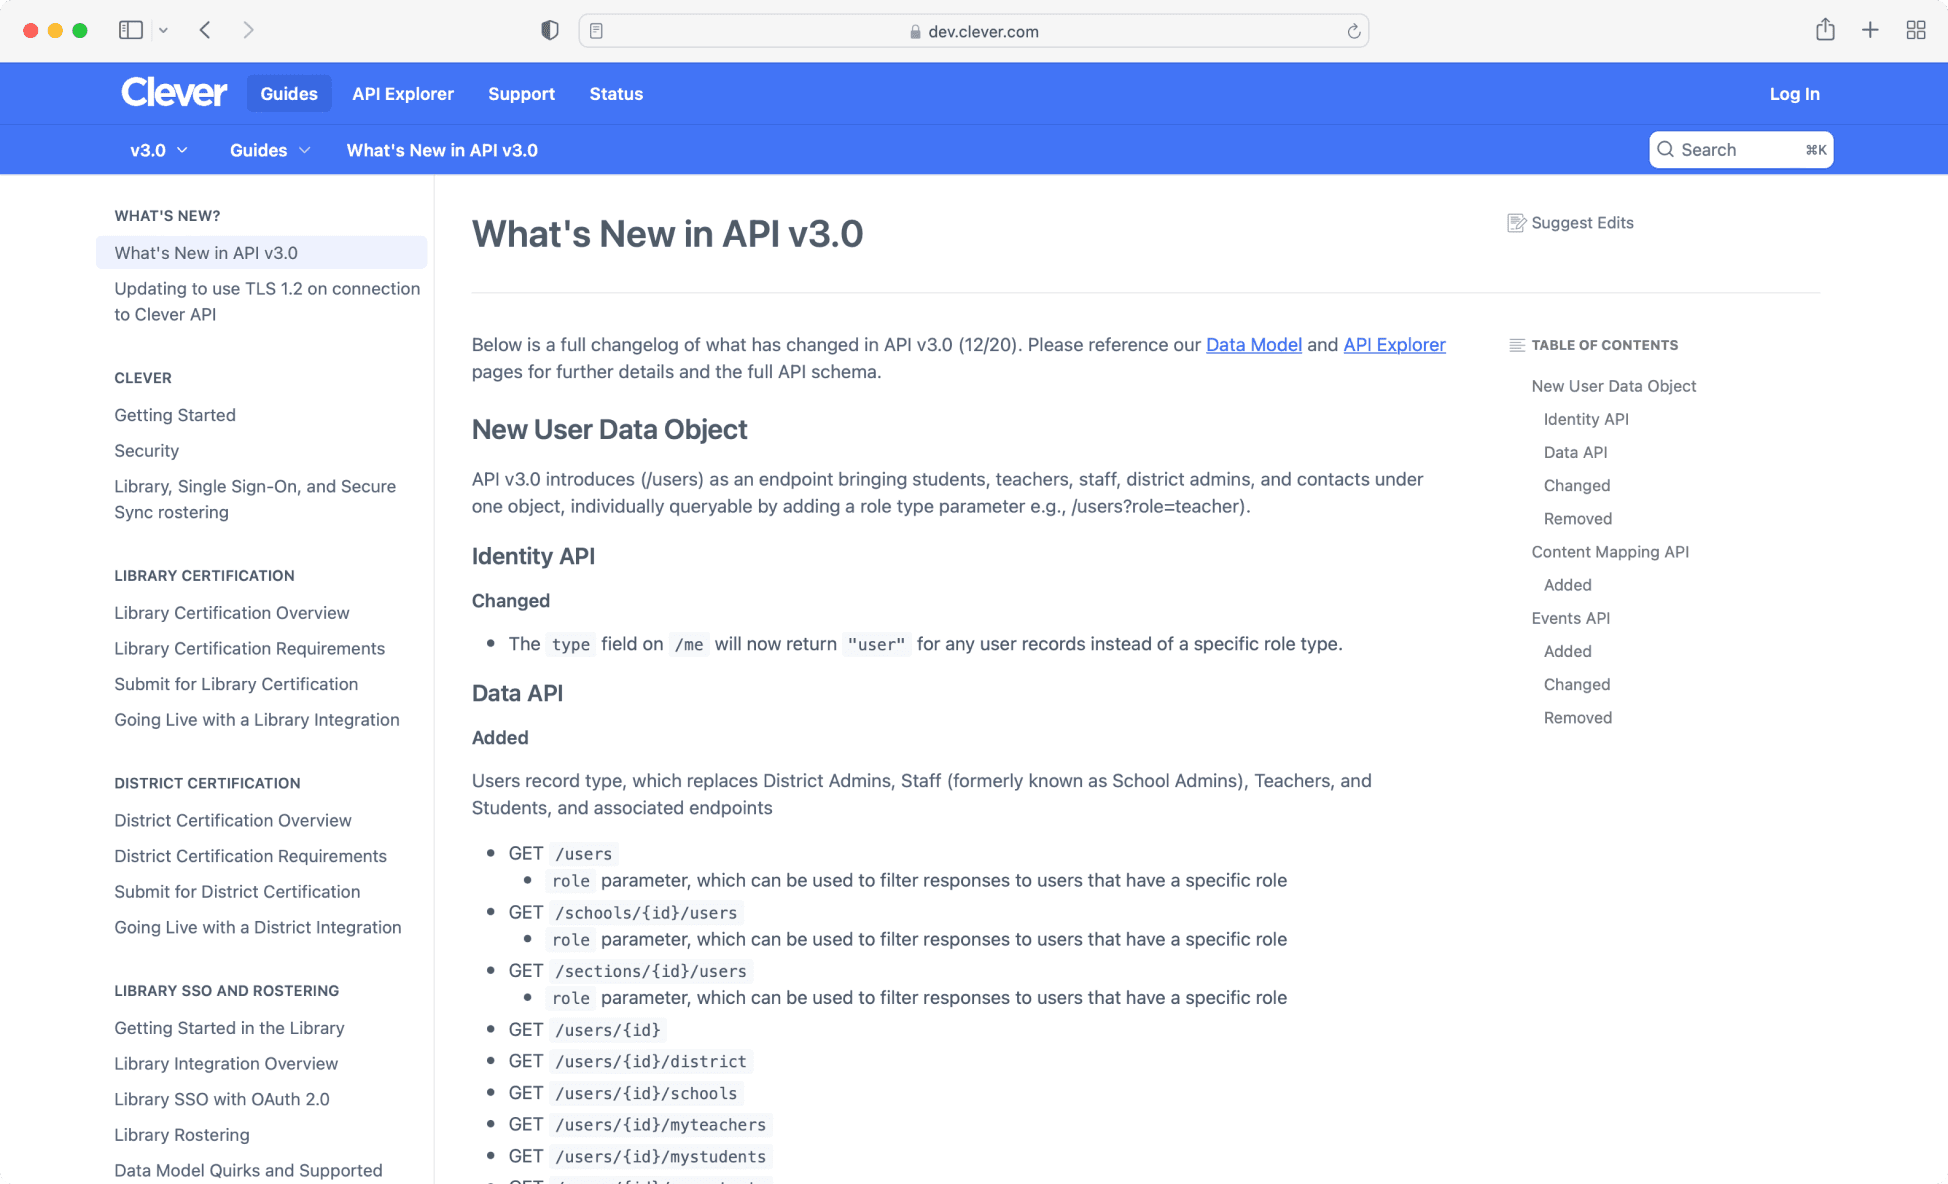 dev.clever.com
Clever
Guides
API Explorer
Support
Status
Log In
v3.0
Guides
What's New in API v3.0
Search
⌘K
WHAT'S NEW?
What's New in API v3.0
Updating to use TLS 1.2 on connection
to Clever API
CLEVER
Getting Started
Security
Library, Single Sign-On, and Secure
Sync rostering
LIBRARY CERTIFICATION
Library Certification Overview
Library Certification Requirements
Submit for Library Certification
Going Live with a Library Integration
DISTRICT CERTIFICATION
District Certification Overview
District Certification Requirements
Submit for District Certification
Going Live with a District Integration
LIBRARY SSO AND ROSTERING
Getting Started in the Library
Library Integration Overview
Library SSO with OAuth 2.0
Library Rostering
Data Model Quirks and Supported
What's New in API v3.0
Below is a full changelog of what has changed in API v3.0 (12/20). Please reference our Data Model and API Explorer
pages for further details and the full API schema.
New User Data Object
API v3.0 introduces (/users) as an endpoint bringing students, teachers, staff, district admins, and contacts under
one object, individually queryable by adding a role type parameter e.g., /users?role=teacher).
Identity API
Changed
• The type field on /me will now return "user" for any user records instead of a specific role type.
Data API
Added
Users record type, which replaces District Admins, Staff (formerly known as School Admins), Teachers, and
Students, and associated endpoints
• GET /users
• role parameter, which can be used to filter responses to users that have a specific role
• GET /schools/{id}/users
• role parameter, which can be used to filter responses to users that have a specific role
• GET /sections/{id}/users
• role parameter, which can be used to filter responses to users that have a specific role
• GET /users/{id}
• GET /users/{id}/district
• GET /users/{id}/schools
• GET /users/{id}/myteachers
• GET /users/{id}/mystudents
Suggest Edits
TABLE OF CONTENTS
New User Data Object
Identity API
Data API
Changed
Removed
Content Mapping API
Added
Events API
Added
Changed
Removed